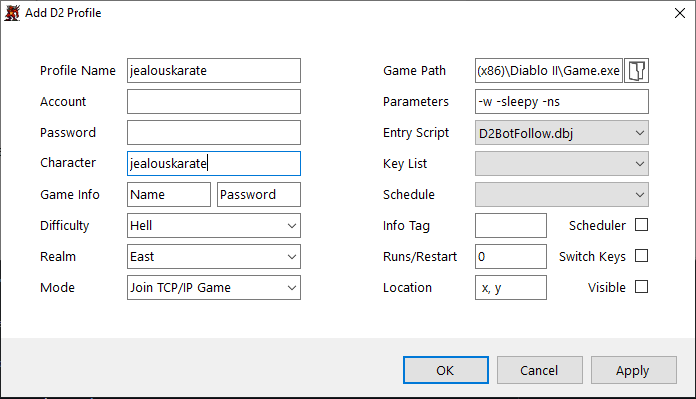 Add D2 Profile
Profile Name jealouskarate
Account
Password
Character jealouskarate
Game Info Name Password
Difficulty Hell
Realm East
Mode Join TCP/IP Game
Game Path (x86)\Diablo II\Game.exe
Parameters -w -sleepy -ns
Entry Script D2BotFollow.dbj
Key List
Schedule
Info Tag Scheduler
Runs/Restart 0 Switch Keys
Location x, y Visible
OK Cancel Apply